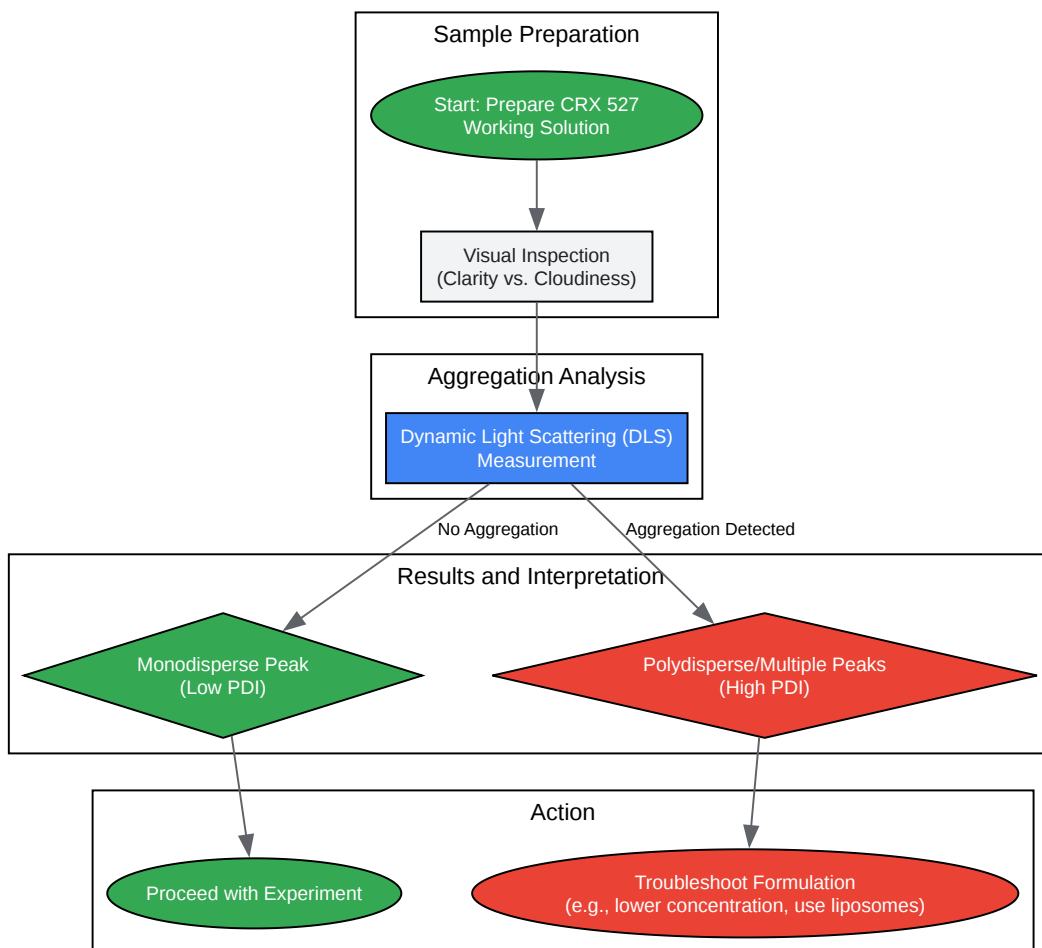 Sample Preparation
Start: Prepare CRX 527
Working Solution
Visual Inspection
(Clarity vs. Cloudiness)
Aggregation Analysis
Dynamic Light Scattering (DLS)
Measurement
No Aggregation
Aggregation Detected
Results and Interpretation
Monodisperse Peak
(Low PDI)
Polydisperse/Multiple Peaks
(High PDI)
Action
Proceed with Experiment
Troubleshoot Formulation
(e.g., lower concentration, use liposomes)